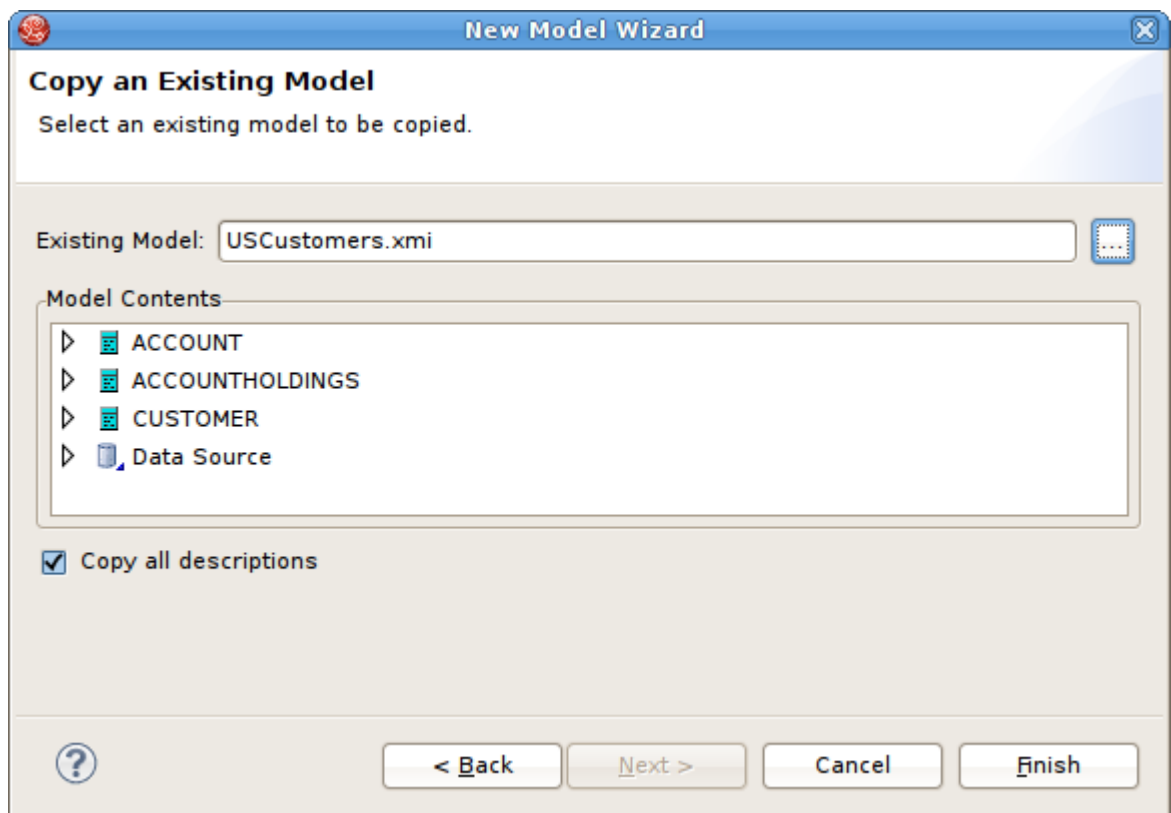 New Model Wizard
Copy an Existing Model
Select an existing model to be copied.
Existing Model: USCustomers.xmi ...
Model Contents
ACCOUNT
ACCOUNTHOLDINGS
CUSTOMER
Data Source
Copy all descriptions
? < Back Next > Cancel Finish